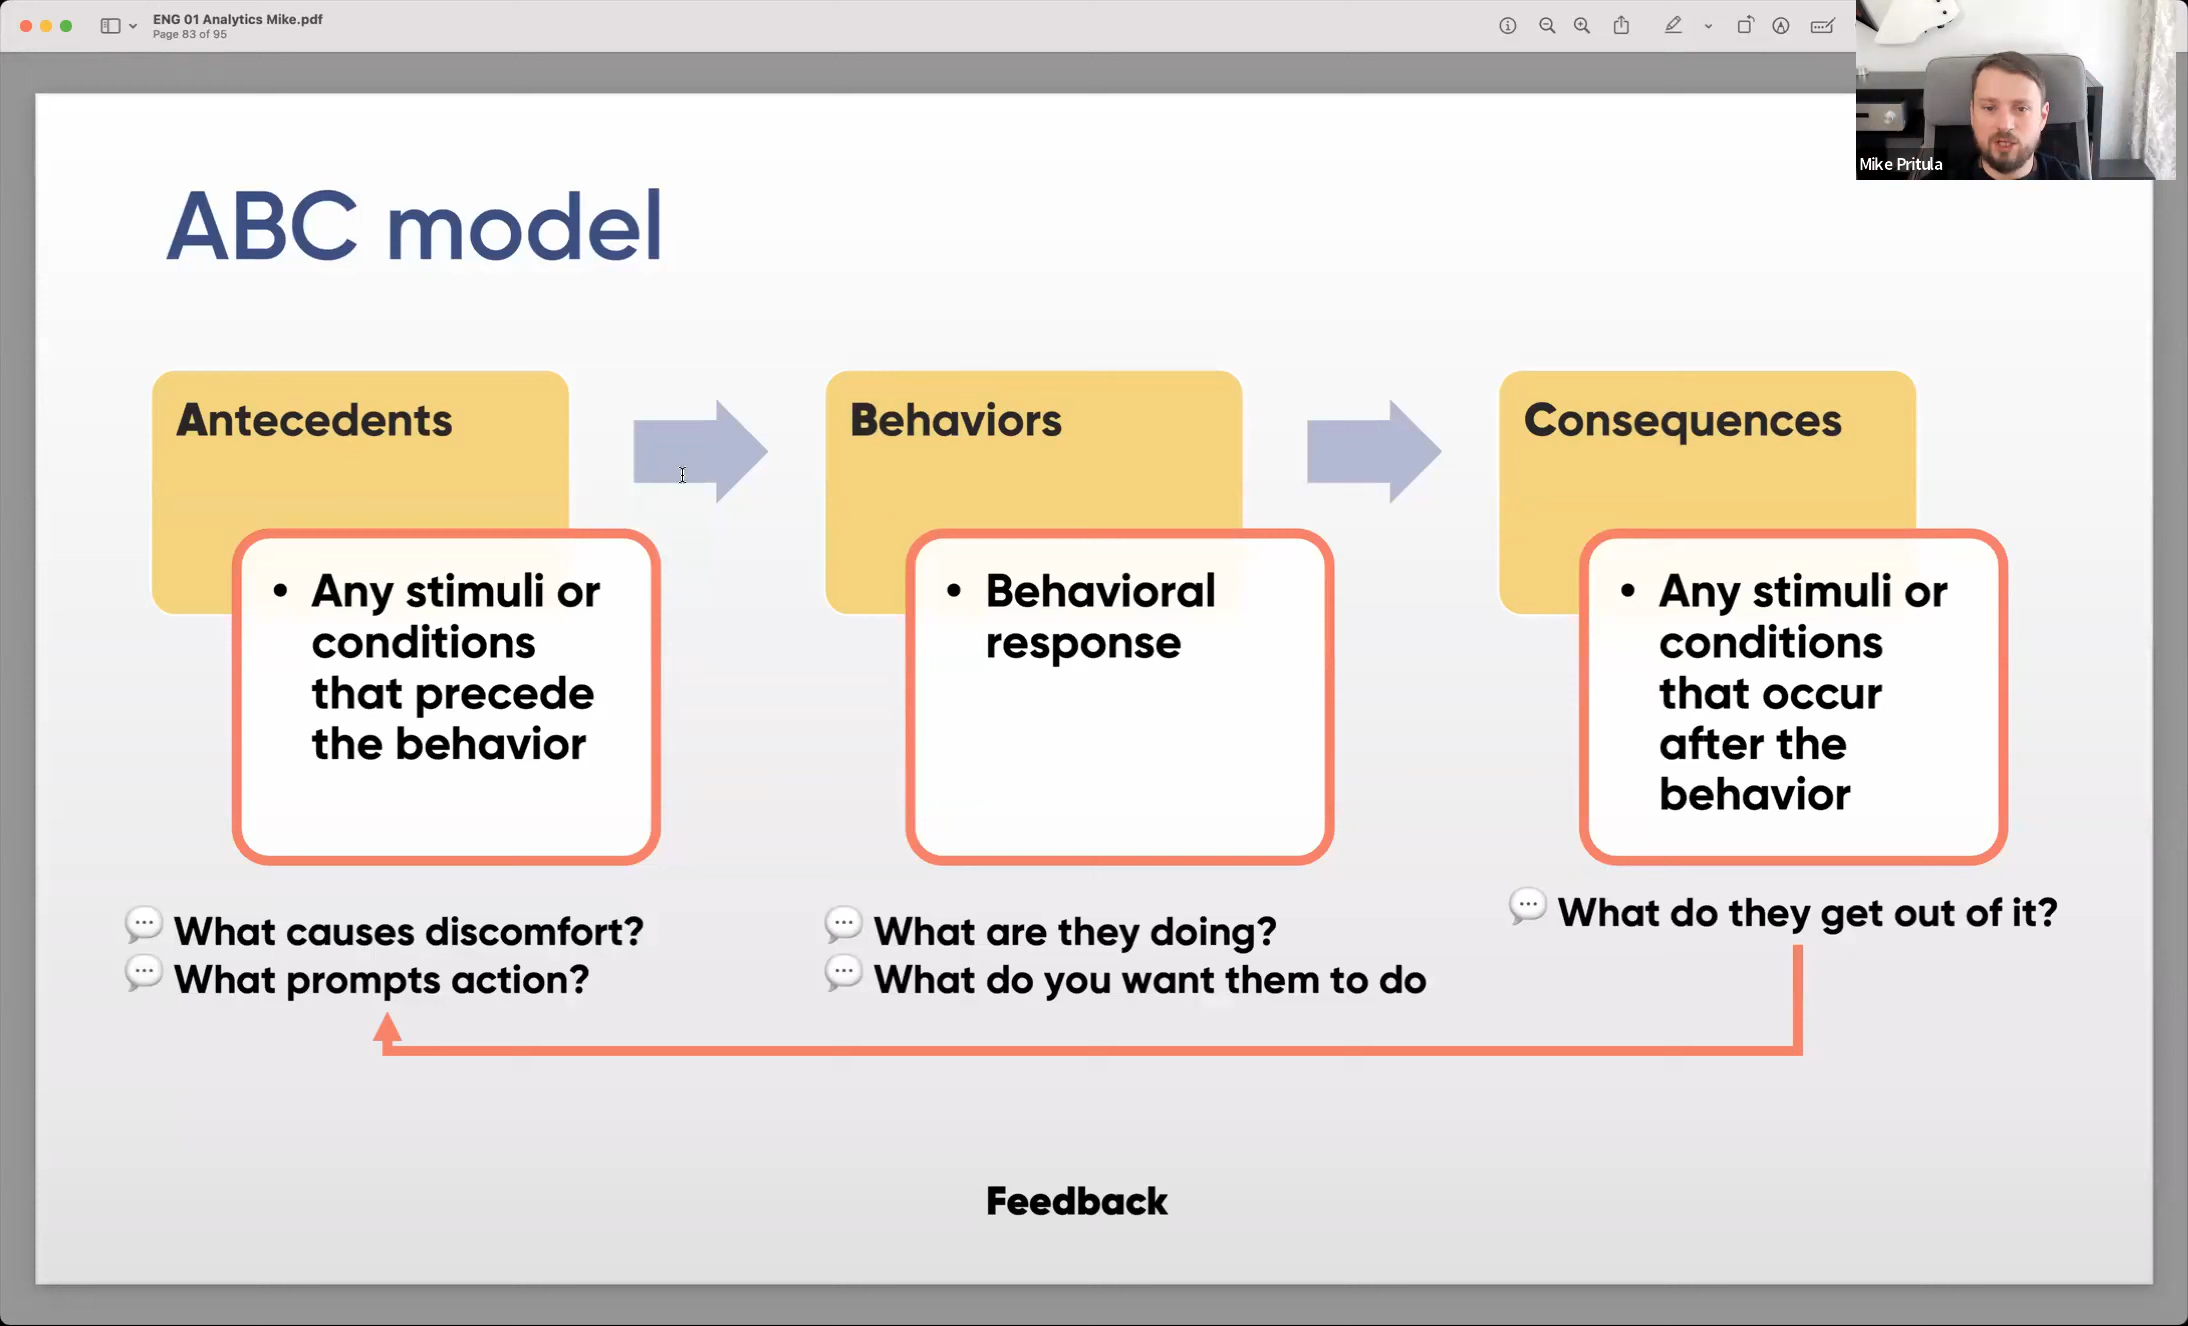 ENG 01 Analytics Mike.pdf
Page 83 of 95
Mike Pritula
ABC model
Antecedents
• Any stimuli or
conditions
that precede
the behavior
Behaviors
• Behavioral
response
Consequences
• Any stimuli or
conditions
that occur
after the
behavior
What causes discomfort?
What prompts action?
What are they doing?
What do you want them to do
What do they get out of it?
Feedback